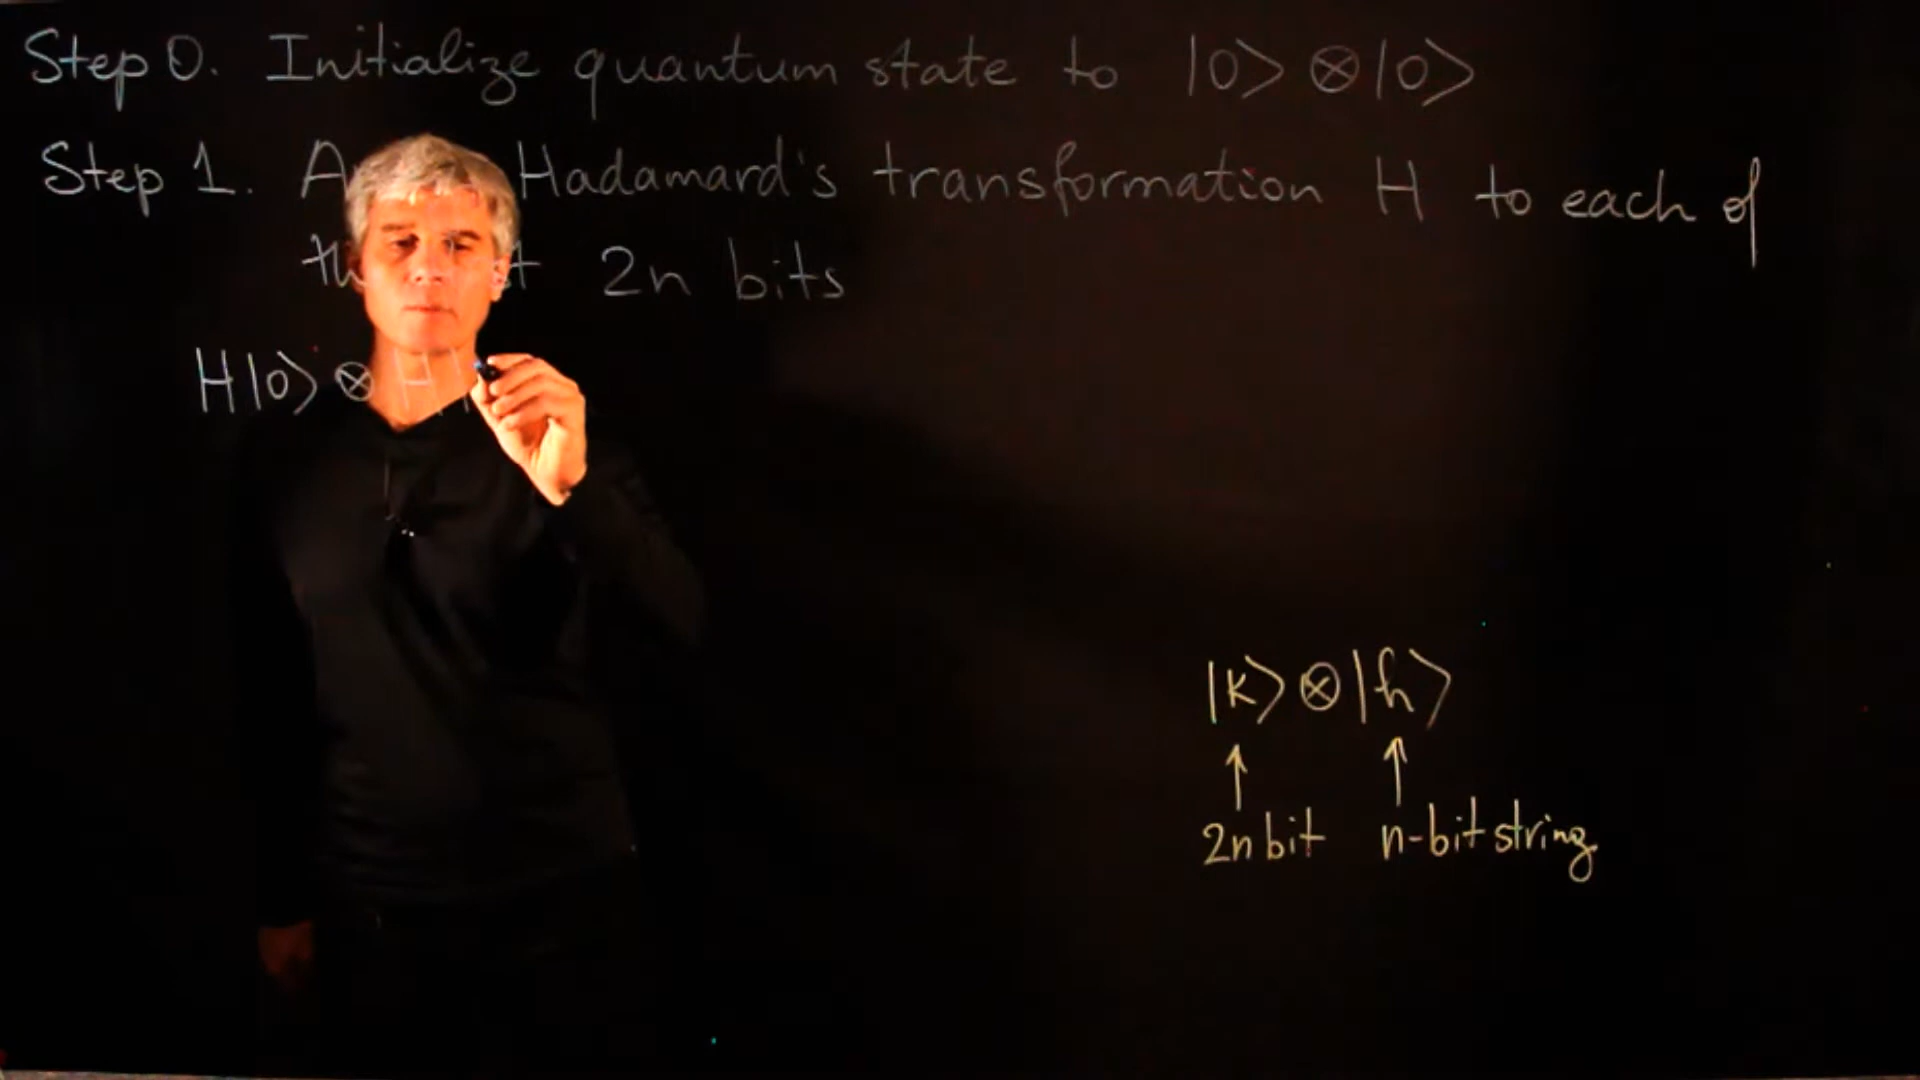 Step 0. Initialize quantum state to |0> ⊗ |0>
Step 1. Hadamard's transformation H to each of
2n bits
H|0> ⊗ H|
|k> ⊗ |h>
↑ ↑
2n bit n-bit string